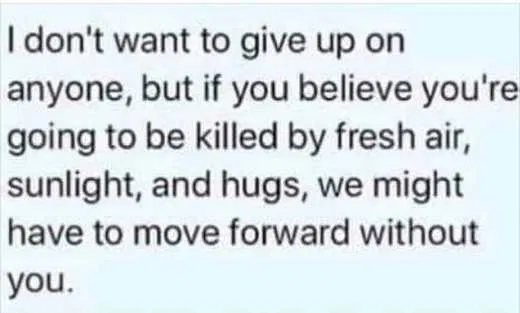 I don't want to give up on
anyone, but if you believe you're
going to be killed by fresh air,
sunlight, and hugs, we might
have to move forward without
you.